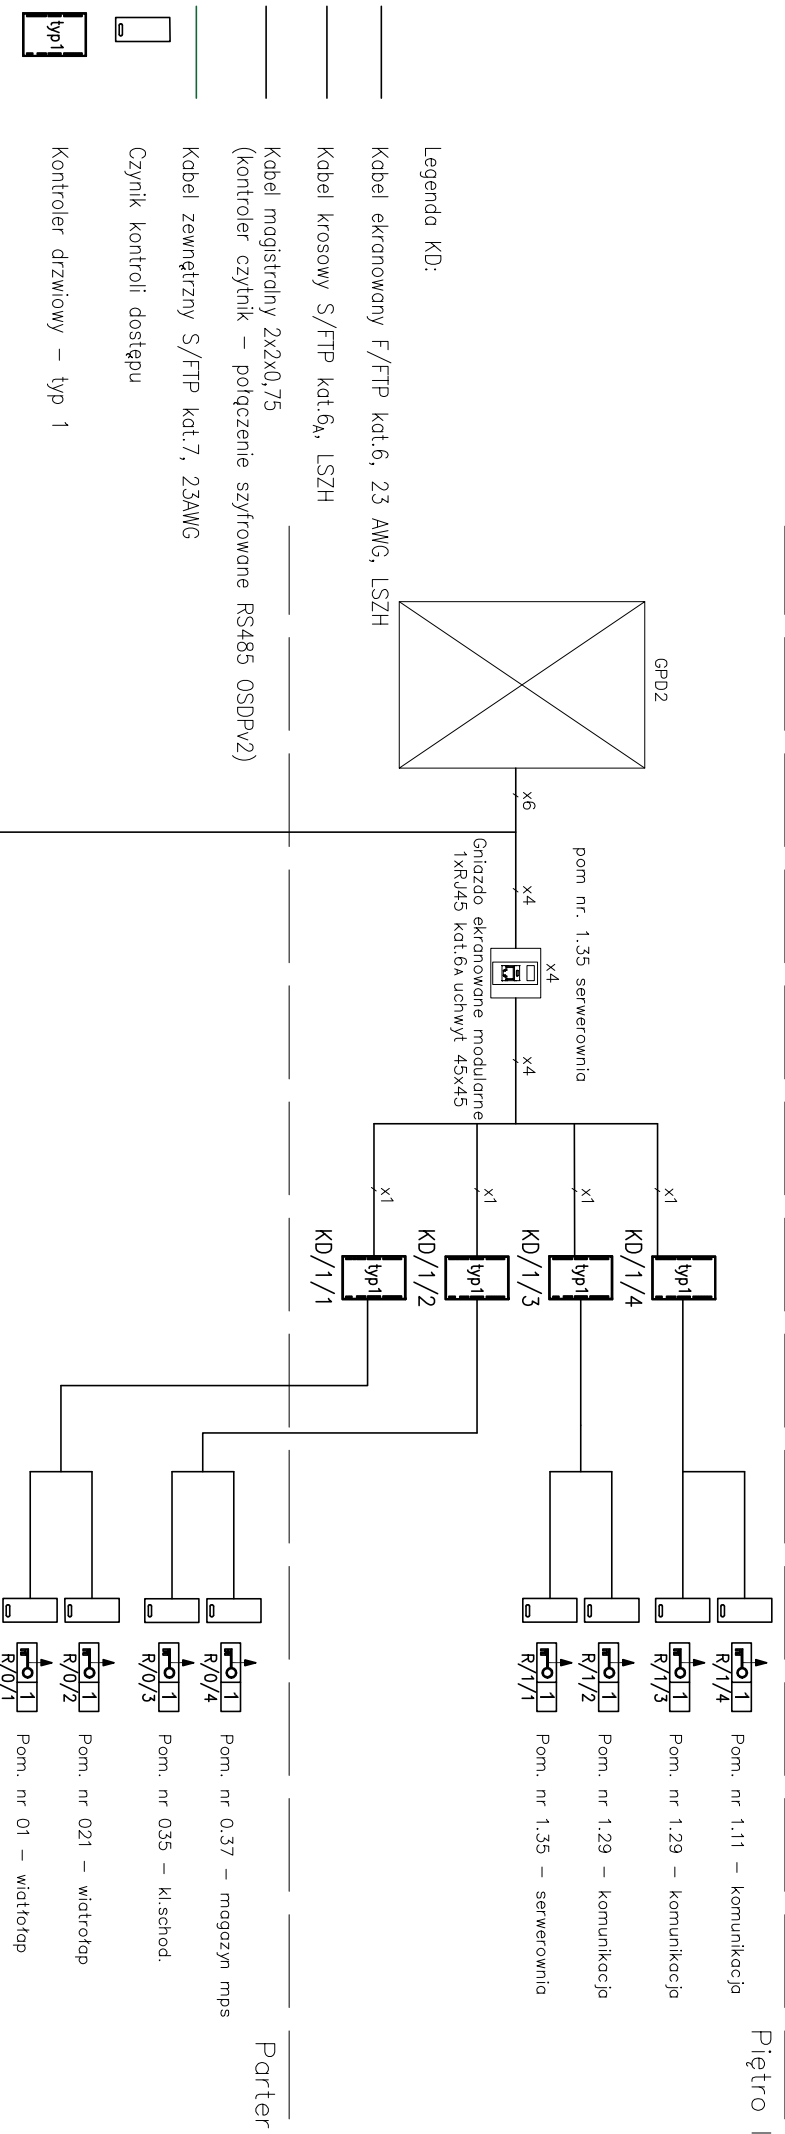 Piętro I
GPD2
pom nr. 1.35 serwerownia
x6
x4
x4
x4
Gniazdo ekranowane modularne
1xRJ45 kat.6A uchwyt 45x45
x1
x1
x1
x1
typ1
KD/1/4
typ1
KD/1/3
typ1
KD/1/2
typ1
KD/1/1
1
R/1/4
Pom. nr 1.11 – komunikacja
1
R/1/3
Pom. nr 1.29 – komunikacja
1
R/1/2
Pom. nr 1.29 – komunikacja
1
R/1/1
Pom. nr 1.35 – serwerownia
Parter
1
R/0/4
Pom. nr 0.37 – magazyn mps
1
R/0/3
Pom. nr 035 – kl.schod.
1
R/0/2
Pom. nr 021 – wiatrołap
1
R/0/1
Pom. nr 01 – wiatłołap
Legenda KD:
Kabel ekranowany F/FTP kat.6, 23 AWG, LSZH
Kabel krosowy S/FTP kat.6A, LSZH
Kabel magistralny 2x2x0,75
(kontroler czytnik – połączenie szyfrowane RS485 OSDPv2)
Kabel zewnętrzny S/FTP kat.7, 23AWG
Czynik kontroli dostępu
typ1
Kontroler drzwiowy – typ 1